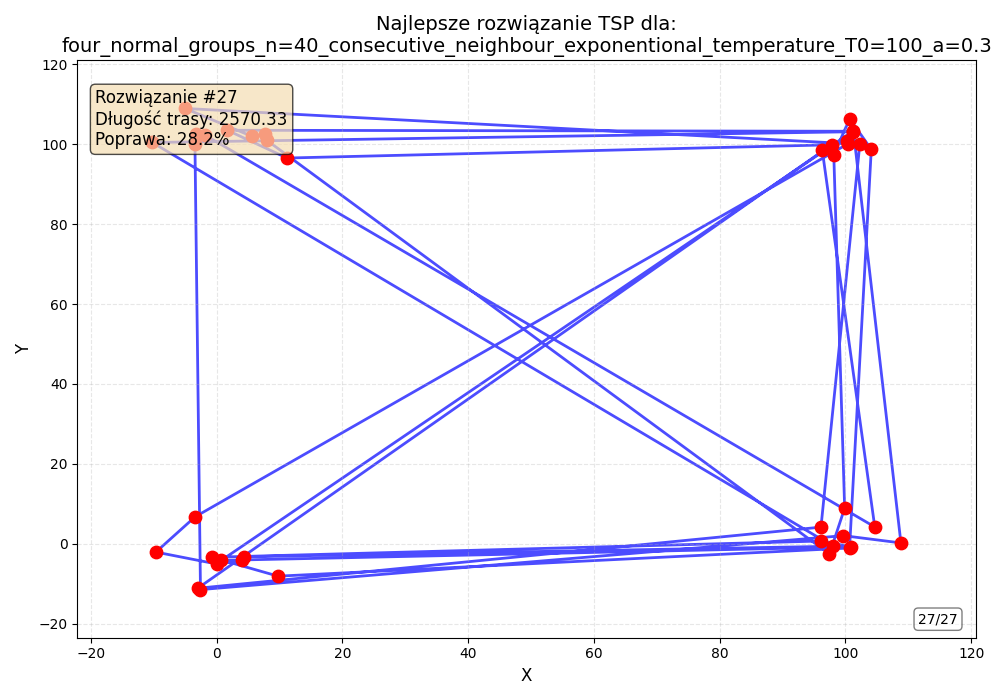 Najlepsze rozwiązanie TSP dla:
four_normal_groups_n=40_consecutive_neighbour_exponentional_temperature_T0=100_a=0.3
Rozwiązanie #27
Długość trasy: 2570.33
Poprawa: 28.2%
120
100
80
60
40
20
0
−20
Y
−20
0
20
40
60
80
100
120
X
27/27